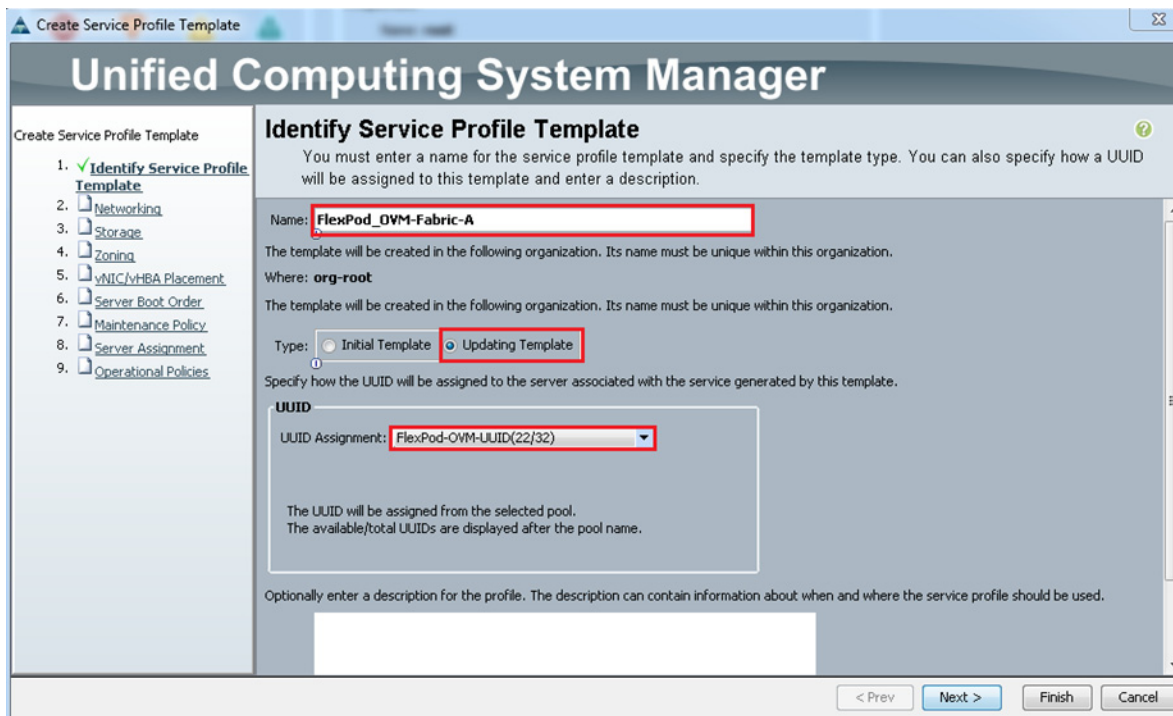 Create Service Profile Template
Unified Computing System Manager
Create Service Profile Template
1. Identify Service Profile
Template
2. Networking
3. Storage
4. Zoning
5. vNIC/vHBA Placement
6. Server Boot Order
7. Maintenance Policy
8. Server Assignment
9. Operational Policies
Identify Service Profile Template
You must enter a name for the service profile template and specify the template type. You can also specify how a UUID
will be assigned to this template and enter a description.
Name: FlexPod_OVM-Fabric-A
The template will be created in the following organization. Its name must be unique within this organization.
Where: org-root
The template will be created in the following organization. Its name must be unique within this organization.
Type: Initial Template Updating Template
Specify how the UUID will be assigned to the server associated with the service generated by this template.
UUID
UUID Assignment: FlexPod-OVM-UUID(22/32)
The UUID will be assigned from the selected pool.
The available/total UUIDs are displayed after the pool name.
Optionally enter a description for the profile. The description can contain information about when and where the service profile should be used.
< Prev Next > Finish Cancel